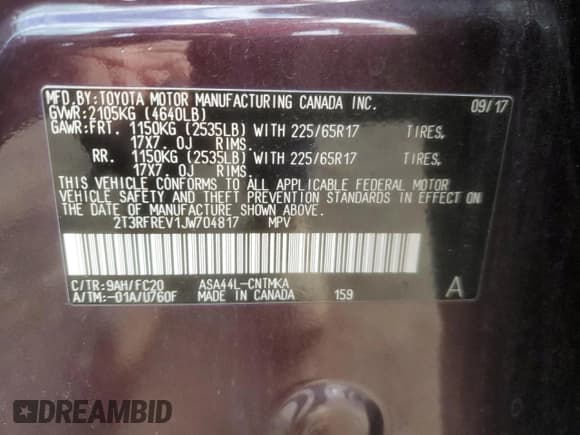 MFD.BY:TOYOTA MOTOR MANUFACTURING CANADA INC. 09/17
GVWR:2105KG (4640LB)
GAWR:FRT. 1150KG (2535LB) WITH 225/65R17 TIRES,
17X7.0J RIMS.
RR. 1150KG (2535LB) WITH 225/65R17 TIRES,
17X7.0J RIMS.
THIS VEHICLE CONFORMS TO ALL APPLICABLE FEDERAL MOTOR
VEHICLE SAFETY AND THEFT PREVENTION STANDARDS IN EFFECT ON
THE DATE OF MANUFACTURE SHOWN ABOVE.
2T3RFREV1JW704817 MPV
C/TR:9AH/FC20 ASA44L-CNTMKA
A/TM:-01A/U760F MADE IN CANADA 159 A
DREAMBID